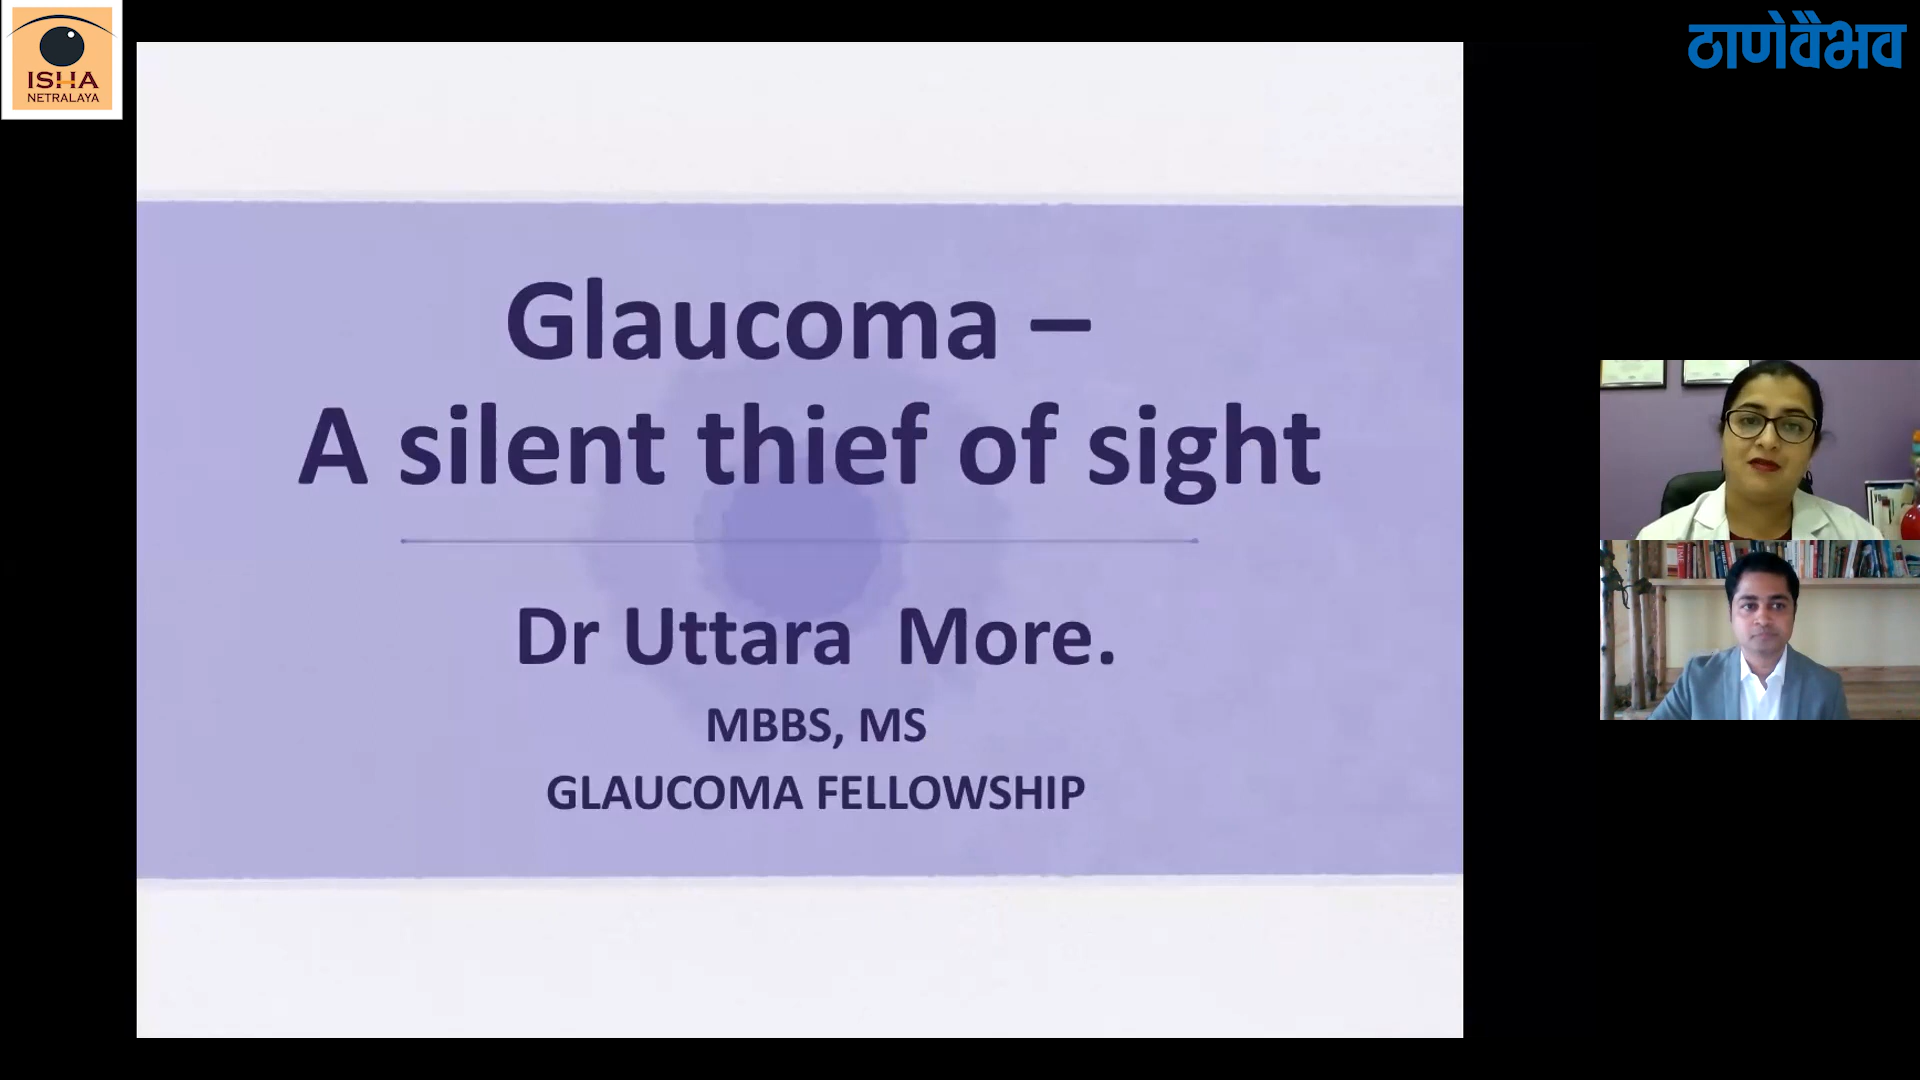 ISHA
NETRALAYA
ठाणेवैभव
Glaucoma –
A silent thief of sight
Dr Uttara More.
MBBS, MS
GLAUCOMA FELLOWSHIP